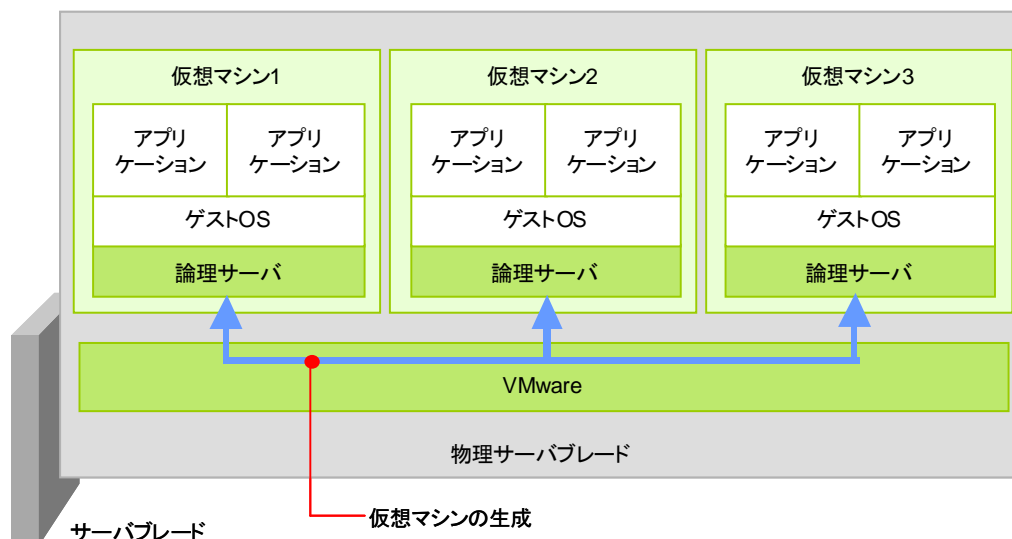 仮想マシン1
仮想マシン2
仮想マシン3
アプリ
ケーション
アプリ
ケーション
アプリ
ケーション
アプリ
ケーション
アプリ
ケーション
アプリ
ケーション
ゲストOS
ゲストOS
ゲストOS
論理サーバ
論理サーバ
論理サーバ
VMware
物理サーバブレード
仮想マシンの生成
サーバブレード